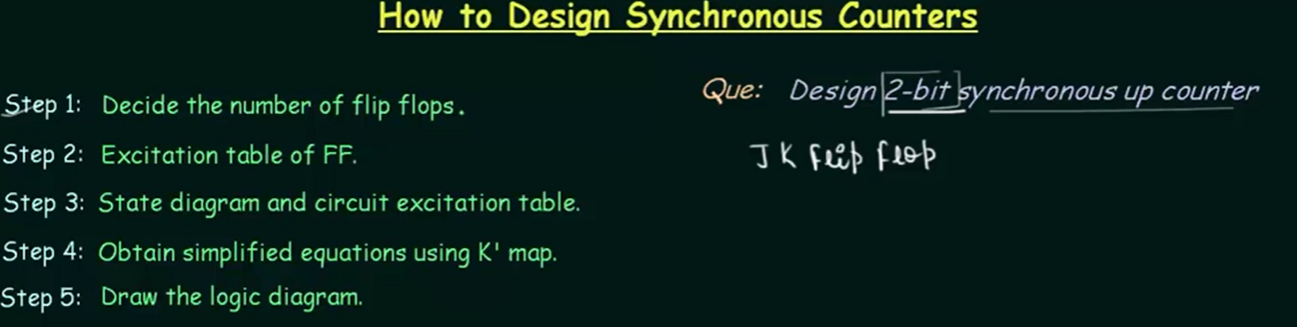 How to Design Synchronous Counters
Step 1: Decide the number of flip flops.
Step 2: Excitation table of FF.
Step 3: State diagram and circuit excitation table.
Step 4: Obtain simplified equations using K' map.
Step 5: Draw the logic diagram.
Que: Design 2-bit synchronous up counter
JK flip flop